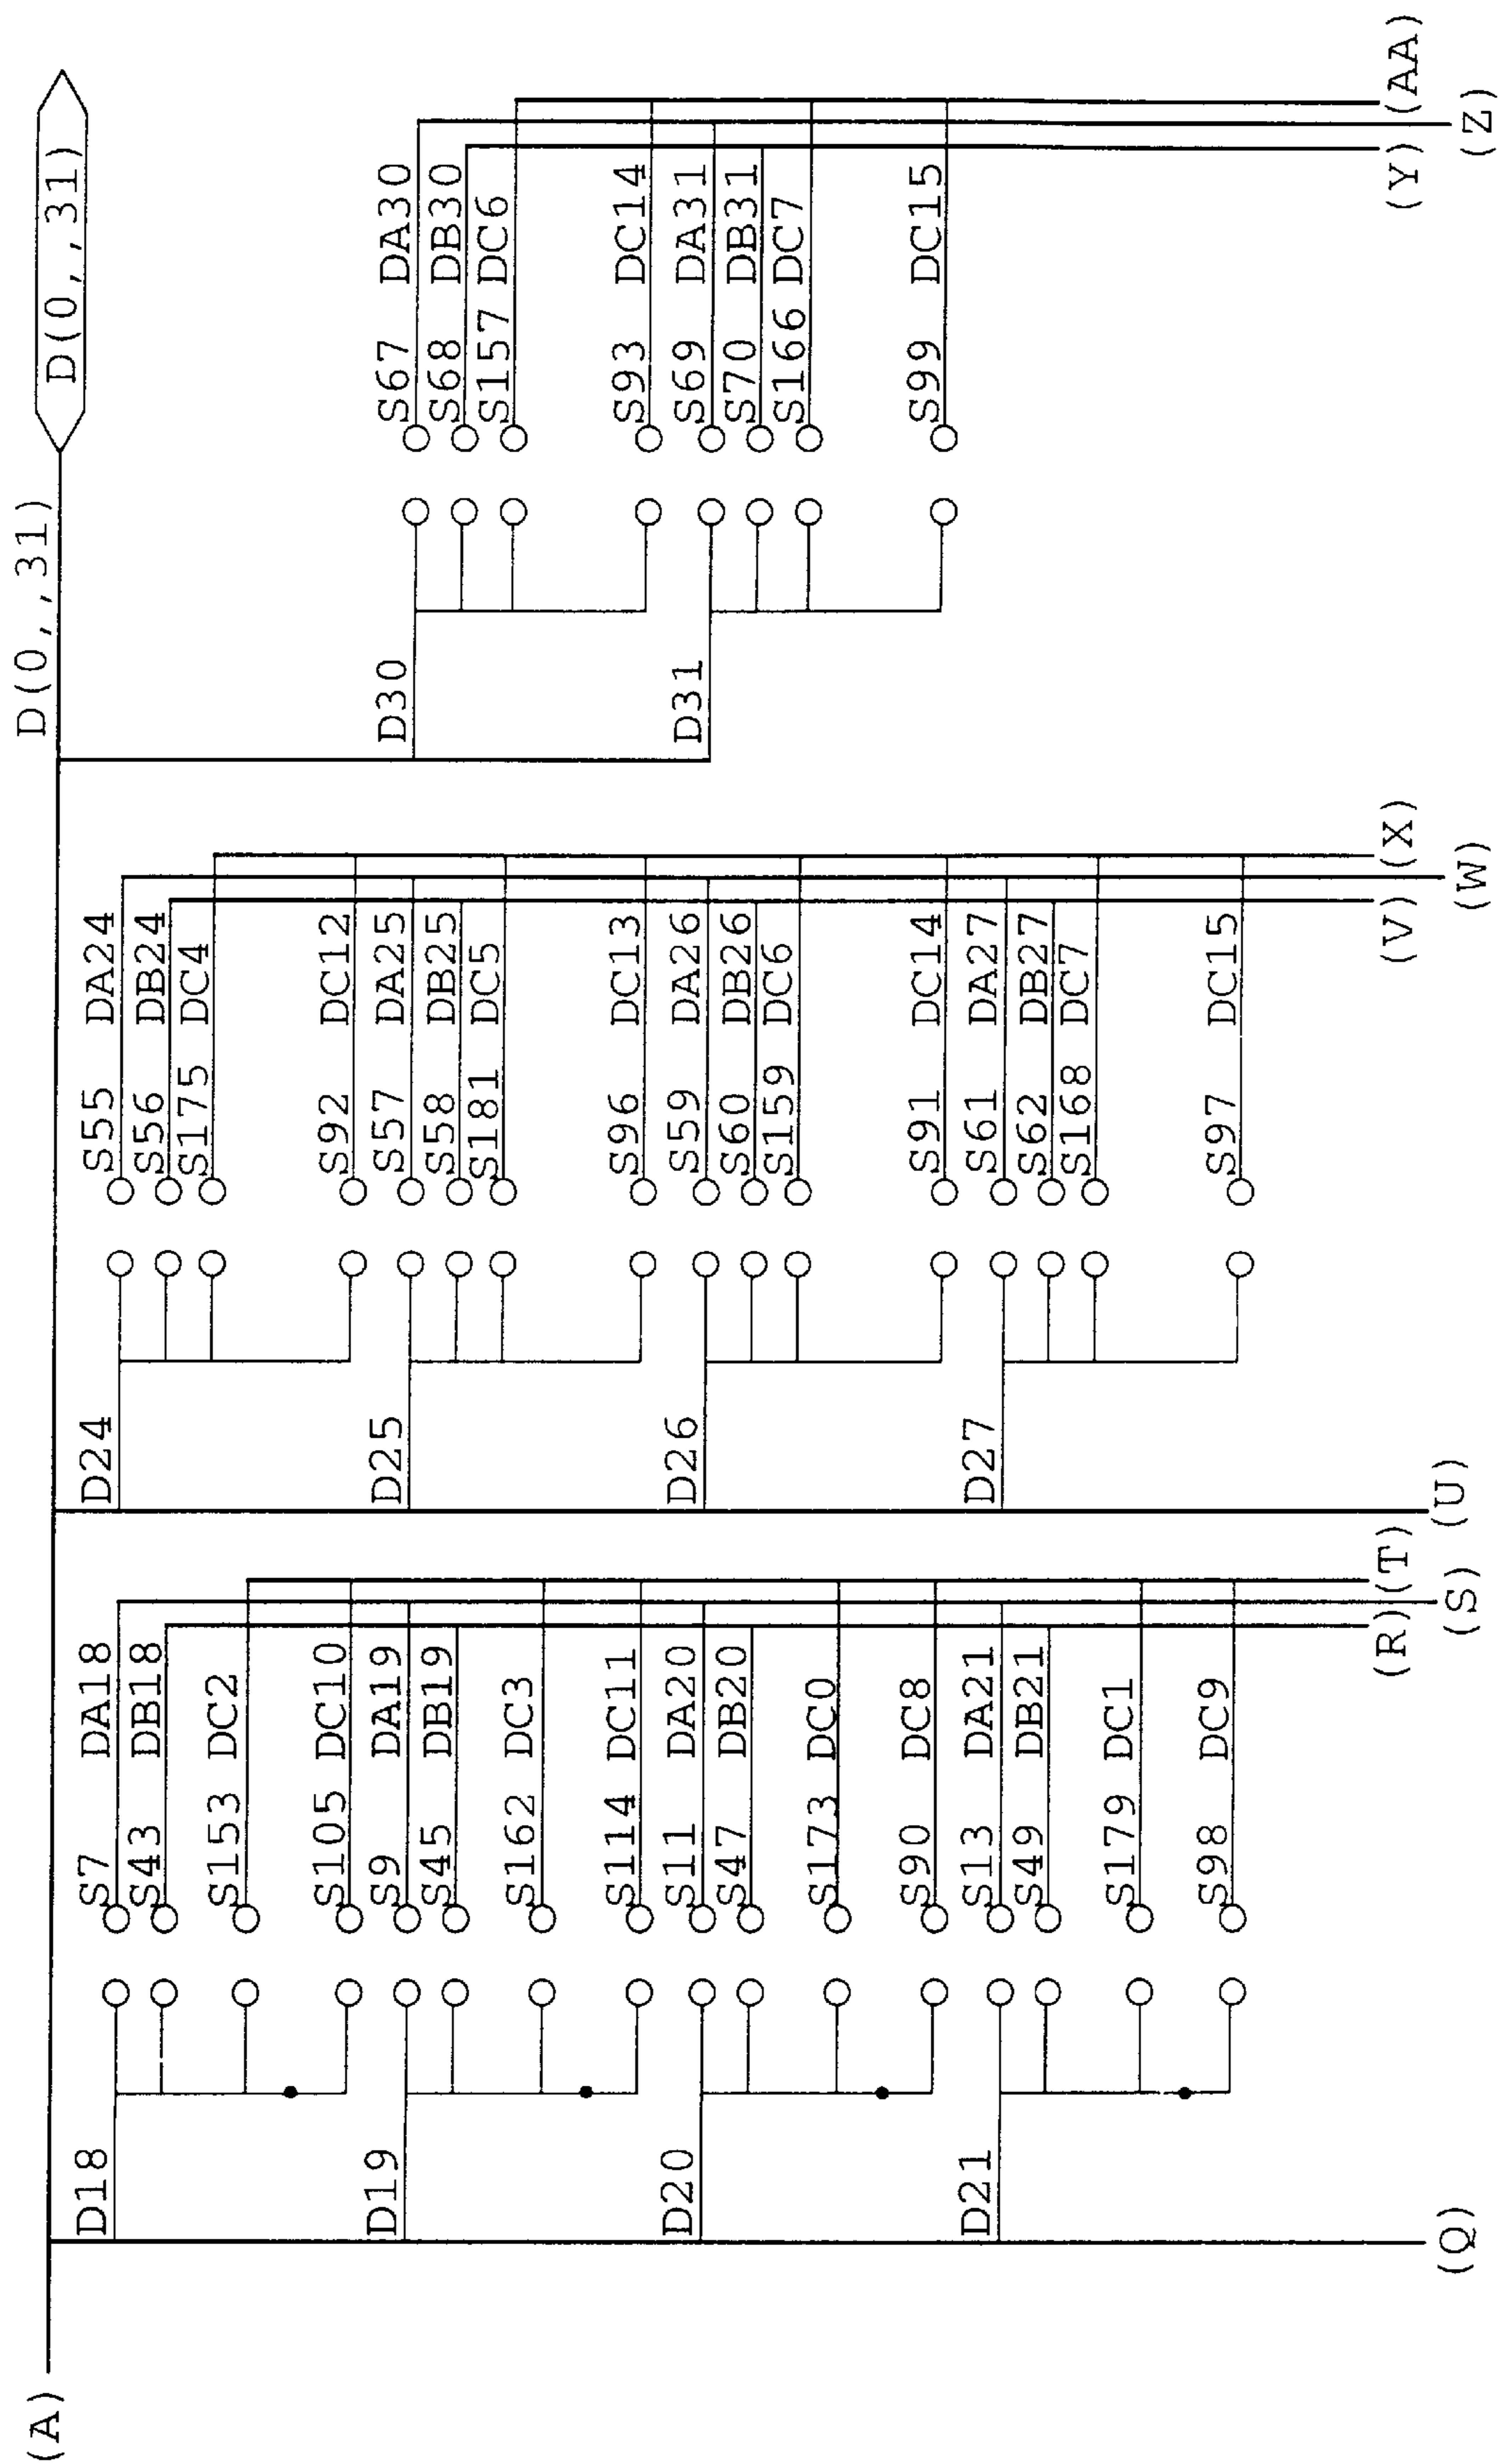 D(0,,31)
D(0,,31)
(A)
D18
S7 DA18
S43 DB18
S153 DC2
S105 DC10
D19
S9 DA19
S45 DB19
S162 DC3
S114 DC11
D20
S11 DA20
S47 DB20
S173 DC0
S90 DC8
D21
S13 DA21
S49 DB21
S179 DC1
S98 DC9
(Q)
(R)
(T)
(S)
D24
S55 DA24
S56 DB24
S175 DC4
S92 DC12
D25
S57 DA25
S58 DB25
S181 DC5
S96 DC13
D26
S59 DA26
S60 DB26
S159 DC6
S91 DC14
D27
S61 DA27
S62 DB27
S168 DC7
S97 DC15
(U)
(V)
(X)
(W)
D30
S67 DA30
S68 DB30
S157 DC6
S93 DC14
D31
S69 DA31
S70 DB31
S166 DC7
S99 DC15
(Y)
(AA)
(Z)